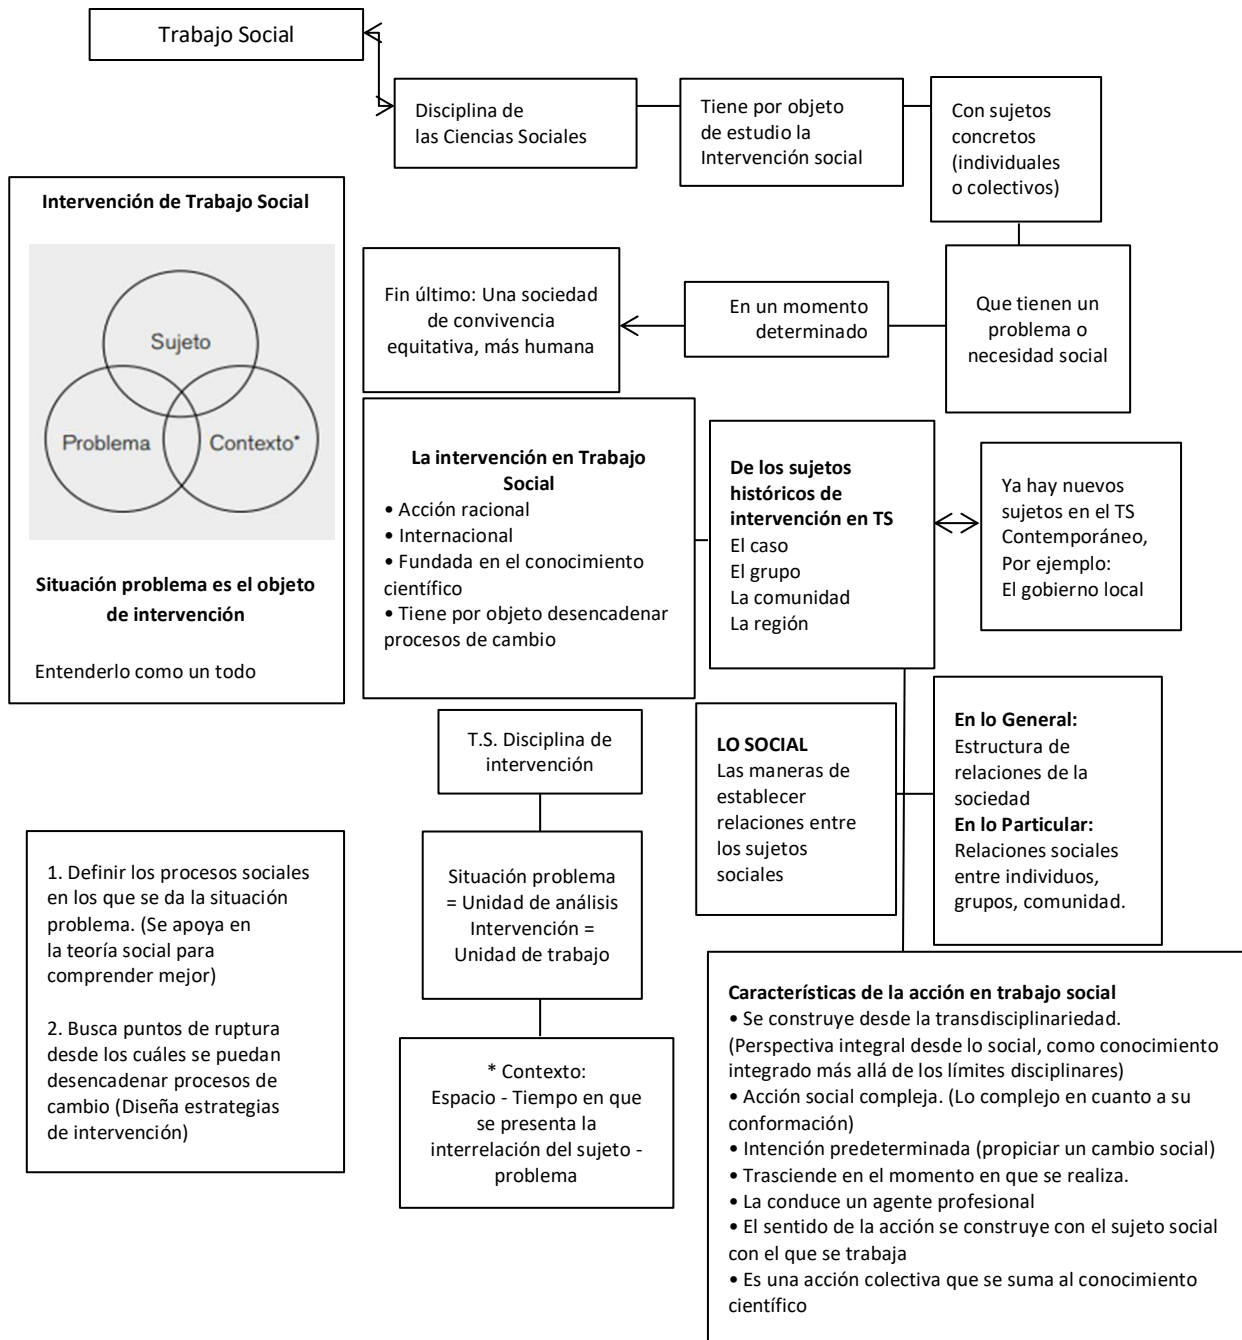 Trabajo Social
Disciplina de
las Ciencias Sociales
Tiene por objeto
de estudio la
Intervención social
Con sujetos
concretos
(individuales
o colectivos)
Intervención de Trabajo Social
Sujeto
Problema
Contexto*
Situación problema es el objeto
de intervención
Entenderlo como un todo
Fin último: Una sociedad
de convivencia
equitativa, más humana
En un momento
determinado
Que tienen un
problema o
necesidad social
La intervención en Trabajo
Social
• Acción racional
• Internacional
• Fundada en el conocimiento
científico
• Tiene por objeto desencadenar
procesos de cambio
De los sujetos
históricos de
intervención en TS
El caso
El grupo
La comunidad
La región
Ya hay nuevos
sujetos en el TS
Contemporáneo,
Por ejemplo:
El gobierno local
T.S. Disciplina de
intervención
LO SOCIAL
Las maneras de
establecer
relaciones entre
los sujetos
sociales
En lo General:
Estructura de
relaciones de la
sociedad
En lo Particular:
Relaciones sociales
entre individuos,
grupos, comunidad.
1. Definir los procesos sociales
en los que se da la situación
problema. (Se apoya en
la teoría social para
comprender mejor)
2. Busca puntos de ruptura
desde los cuáles se puedan
desencadenar procesos de
cambio (Diseña estrategias
de intervención)
Situación problema
= Unidad de análisis
Intervención =
Unidad de trabajo
* Contexto:
Espacio - Tiempo en que
se presenta la
interrelación del sujeto -
problema
Características de la acción en trabajo social
• Se construye desde la transdisciplinariedad.
(Perspectiva integral desde lo social, como conocimiento
integrado más allá de los límites disciplinares)
• Acción social compleja. (Lo complejo en cuanto a su
conformación)
• Intención predeterminada (propiciar un cambio social)
• Trasciende en el momento en que se realiza.
• La conduce un agente profesional
• El sentido de la acción se construye con el sujeto social
con el que se trabaja
• Es una acción colectiva que se suma al conocimiento
científico